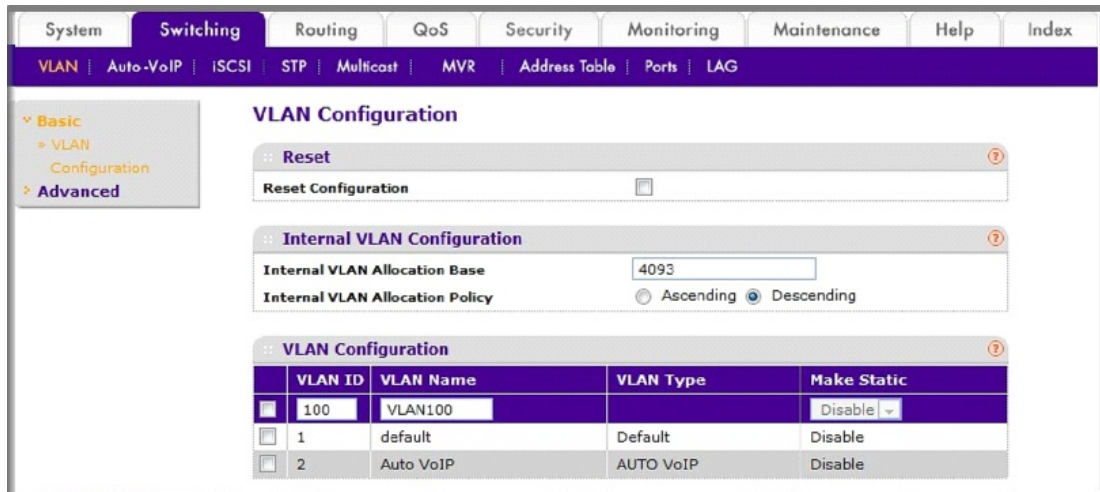 System Switching Routing QoS Security Monitoring Maintenance Help Index
VLAN | Auto-VoIP | iSCSI | STP | Multicast | MVR | Address Table | Ports | LAG
Basic
» VLAN
Configuration
Advanced
VLAN Configuration
Reset
Reset Configuration
Internal VLAN Configuration
Internal VLAN Allocation Base 4093
Internal VLAN Allocation Policy Ascending Descending
VLAN Configuration
VLAN ID VLAN Name VLAN Type Make Static
100 VLAN100 Disable
1 default Default Disable
2 Auto VoIP AUTO VoIP Disable